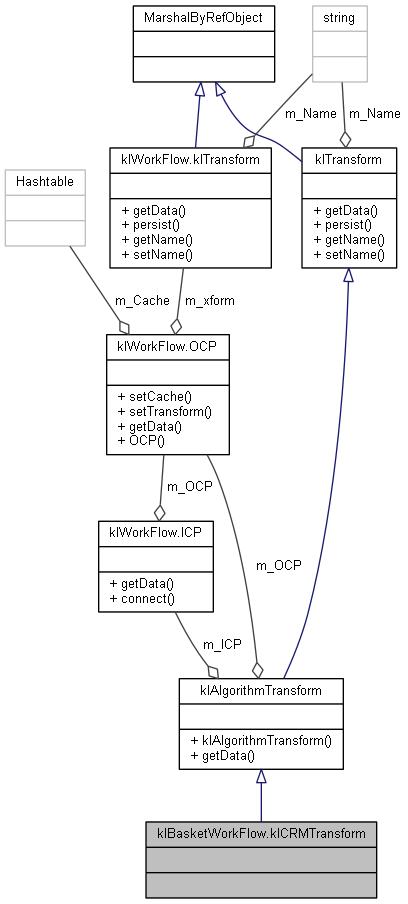 MarshalByRefObject
string
m_Name
m_Name
klWorkFlow.klTransform
+ getData()
+ persist()
+ getName()
+ setName()
klTransform
+ getData()
+ persist()
+ getName()
+ setName()
Hashtable
m_Cache
m_xform
klWorkFlow.OCP
+ setCache()
+ setTransform()
+ getData()
+ OCP()
m_OCP
klWorkFlow.ICP
+ getData()
+ connect()
m_OCP
m_ICP
klAlgorithmTransform
+ klAlgorithmTransform()
+ getData()
klBasketWorkFlow.klCRMTransform